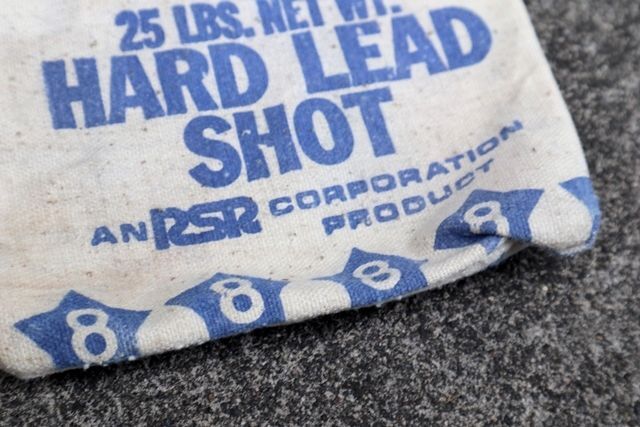 25 LBS. NET WT.
HARD LEAD
SHOT
AN RSR CORPORATION
PRODUCT
8 8 8 8